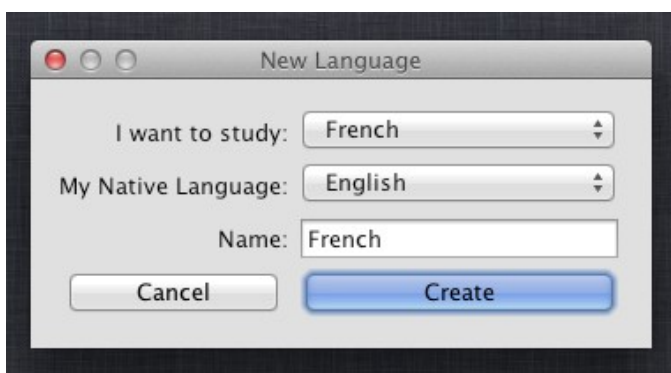 New Language
I want to study: French
My Native Language: English
Name: French
Cancel Create